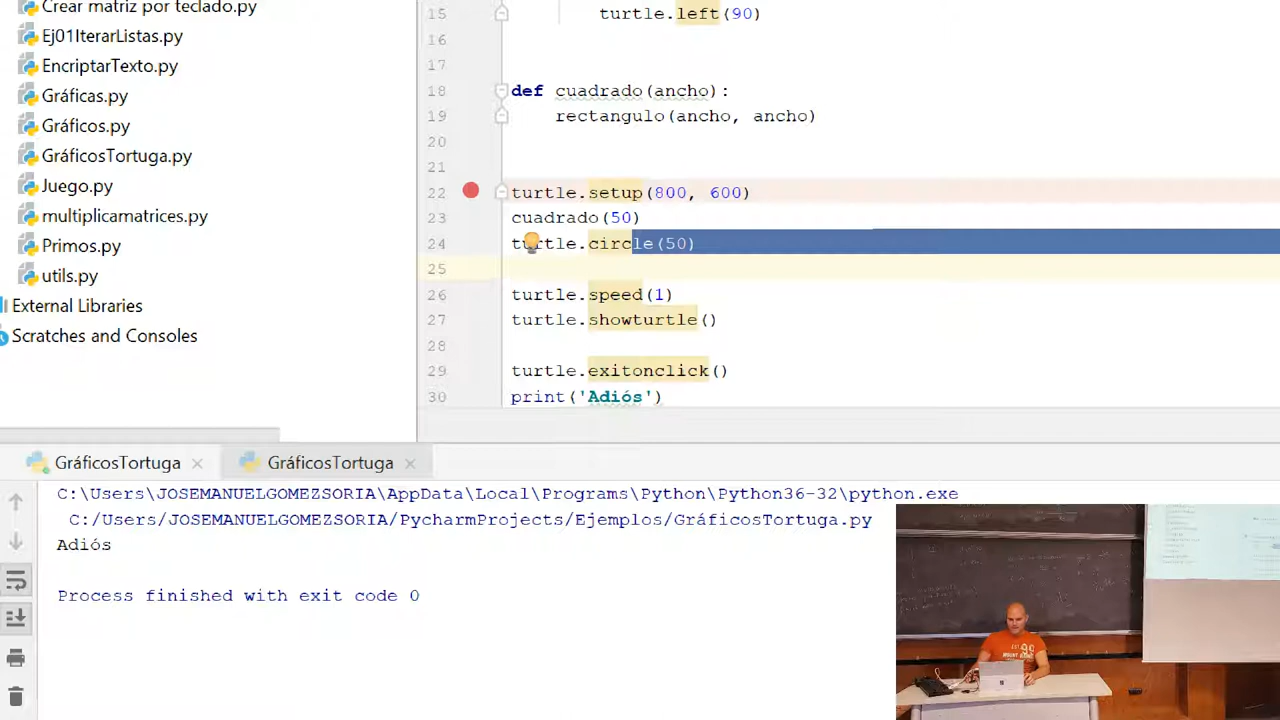 Crear matriz por teclado.py
Ej01IterarListas.py
EncriptarTexto.py
Gráficas.py
Gráficos.py
GráficosTortuga.py
Juego.py
multiplicamatrices.py
Primos.py
utils.py
External Libraries
Scratches and Consoles
15 turtle.left(90)
16
17
18 def cuadrado(ancho):
19 rectangulo(ancho, ancho)
20
21
22 turtle.setup(800, 600)
23 cuadrado(50)
24 turtle.circle(50)
25
26 turtle.speed(1)
27 turtle.showturtle()
28
29 turtle.exitonclick()
30 print('Adiós')
GráficosTortuga
GráficosTortuga
C:\Users\JOSEMANUELGOMEZSORIA\AppData\Local\Programs\Python\Python36-32\python.exe
C:/Users/JOSEMANUELGOMEZSORIA/PycharmProjects/Ejemplos/GráficosTortuga.py
Adiós
Process finished with exit code 0